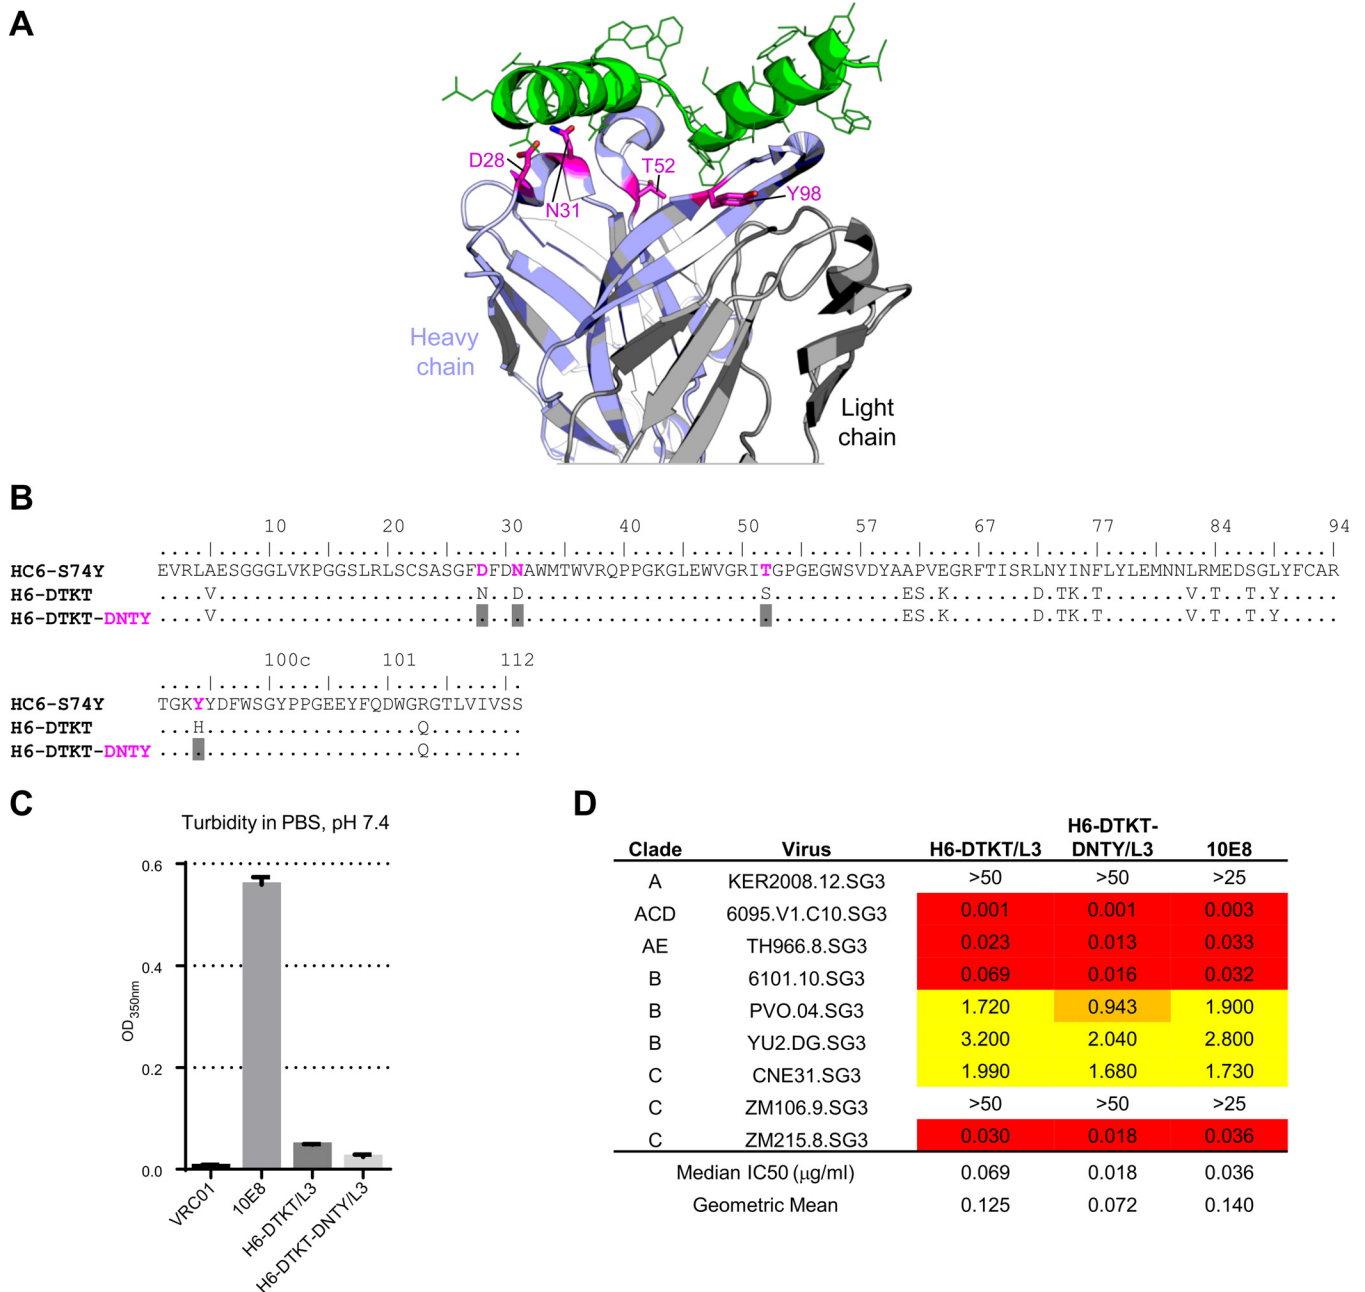 A
D28
N31
T52
Y98
Heavy
chain
Light
chain
B
10 20 30 40 50 57 67 77 84 94
....|....|....|....|....|....|....|....|....|....|....|....|....|....|....|....|....|....|....|....|
HC6-S74Y EVRLAESGGGLVKPGGSLRLSCSASGFDFDNAWMTWVRQPPGKGLEWVGRITGPGEGWSVDYAAPVEGRFTISRLNYINFLYLEMNNLRMEDSGLYFCAR
H6-DTKT ....V......................N..D....................S...........ES.K.......D.TK.T.......V.T..T.Y.....
H6-DTKT-DNTY ....V..........................................................ES.K.......D.TK.T.......V.T..T.Y.....
100c 101 112
....|....|....|....|....|....|
HC6-S74Y TGKYYDFWSGYPPGEEYFQDWGRGTLVIVSS
H6-DTKT ...H..................Q........
H6-DTKT-DNTY ......................Q........
C
Turbidity in PBS, pH 7.4
OD350nm
0.6
0.4
0.2
0.0
VRC01
10E8
H6-DTKT/L3
H6-DTKT-DNTY/L3
D
Clade Virus H6-DTKT/L3 H6-DTKT-DNTY/L3 10E8
A KER2008.12.SG3 >50 >50 >25
ACD 6095.V1.C10.SG3 0.001 0.001 0.003
AE TH966.8.SG3 0.023 0.013 0.033
B 6101.10.SG3 0.069 0.016 0.032
B PVO.04.SG3 1.720 0.943 1.900
B YU2.DG.SG3 3.200 2.040 2.800
C CNE31.SG3 1.990 1.680 1.730
C ZM106.9.SG3 >50 >50 >25
C ZM215.8.SG3 0.030 0.018 0.036
Median IC50 (μg/ml) 0.069 0.018 0.036
Geometric Mean 0.125 0.072 0.140